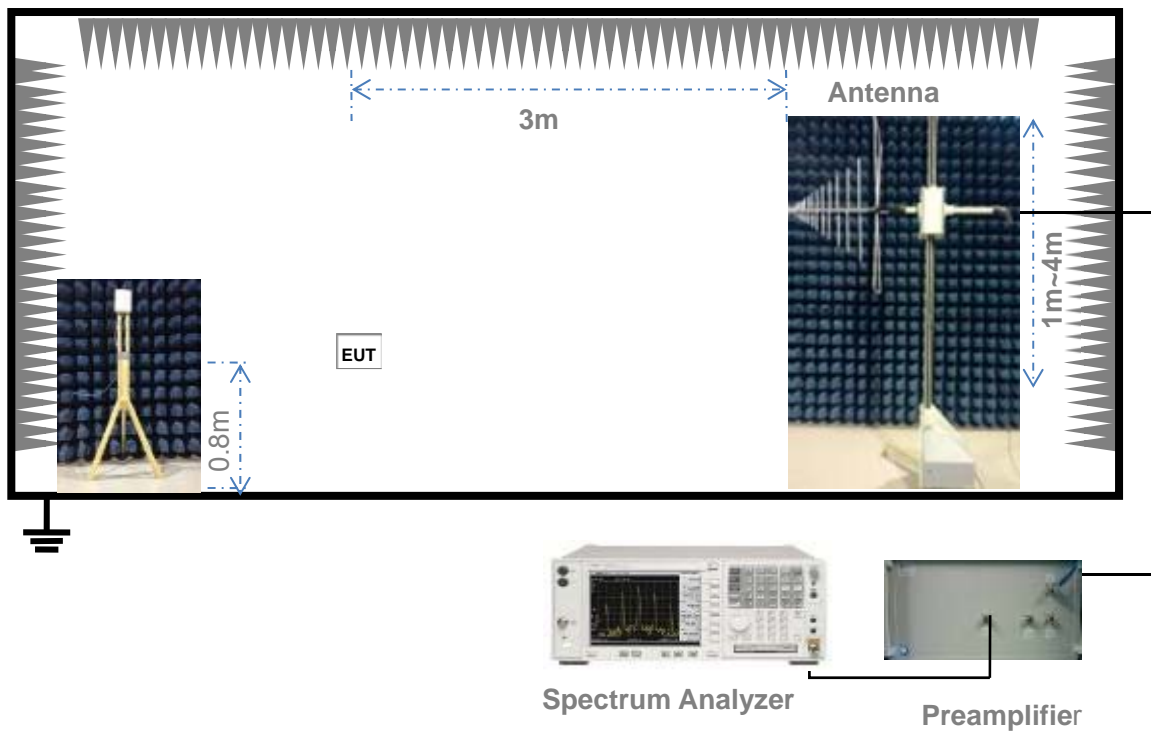 Antenna
3m
1m~4m
EUT
0.8m
Spectrum Analyzer
Preamplifier